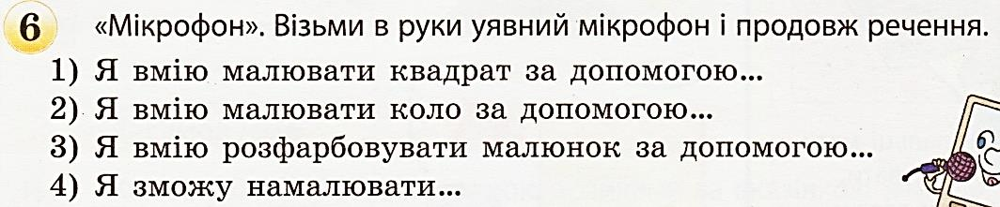 6 «Мікрофон». Візьми в руки уявний мікрофон і продовж речення.
1) Я вмію малювати квадрат за допомогою...
2) Я вмію малювати коло за допомогою...
3) Я вмію розфарбовувати малюнок за допомогою...
4) Я зможу намалювати...